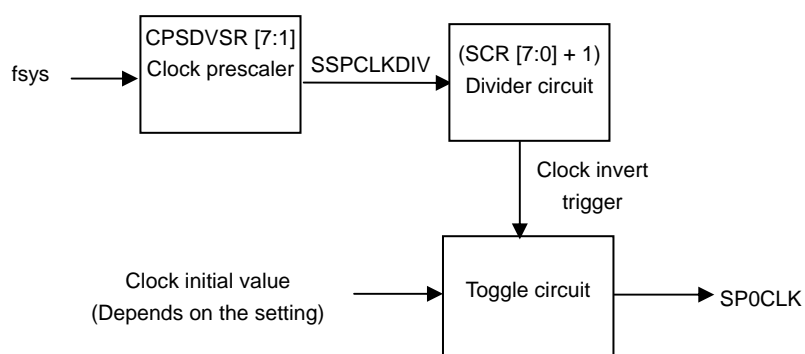 fsys
CPSDVSR [7:1]
Clock prescaler
SSPCLKDIV
(SCR [7:0] + 1)
Divider circuit
Clock invert
trigger
Clock initial value
(Depends on the setting)
Toggle circuit
SP0CLK